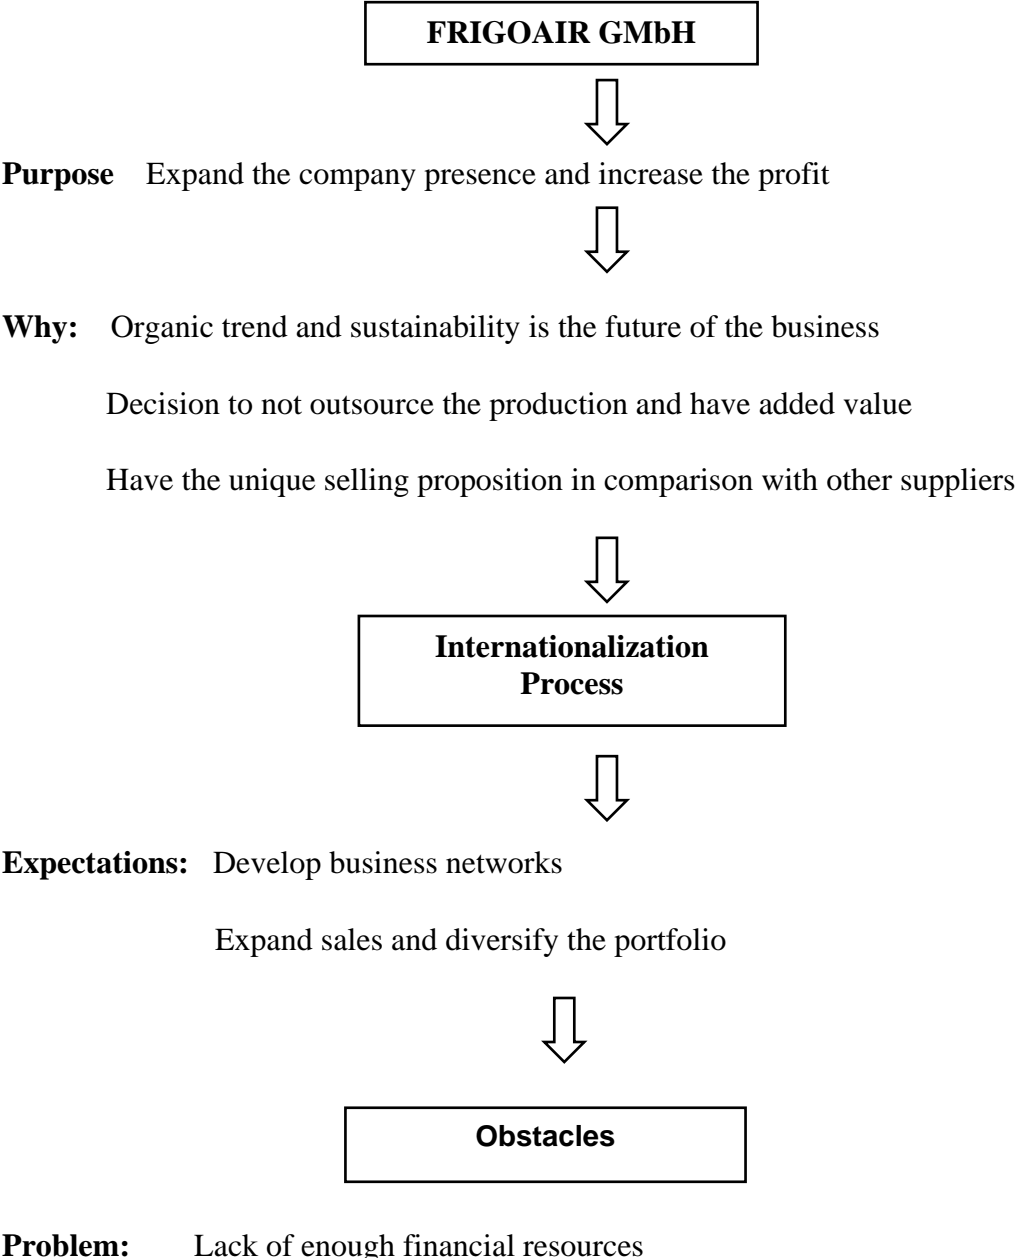 FRIGOAIR GMbH
Purpose Expand the company presence and increase the profit
Why: Organic trend and sustainability is the future of the business
Decision to not outsource the production and have added value
Have the unique selling proposition in comparison with other suppliers
Internationalization
Process
Expectations: Develop business networks
Expand sales and diversify the portfolio
Obstacles
Problem: Lack of enough financial resources